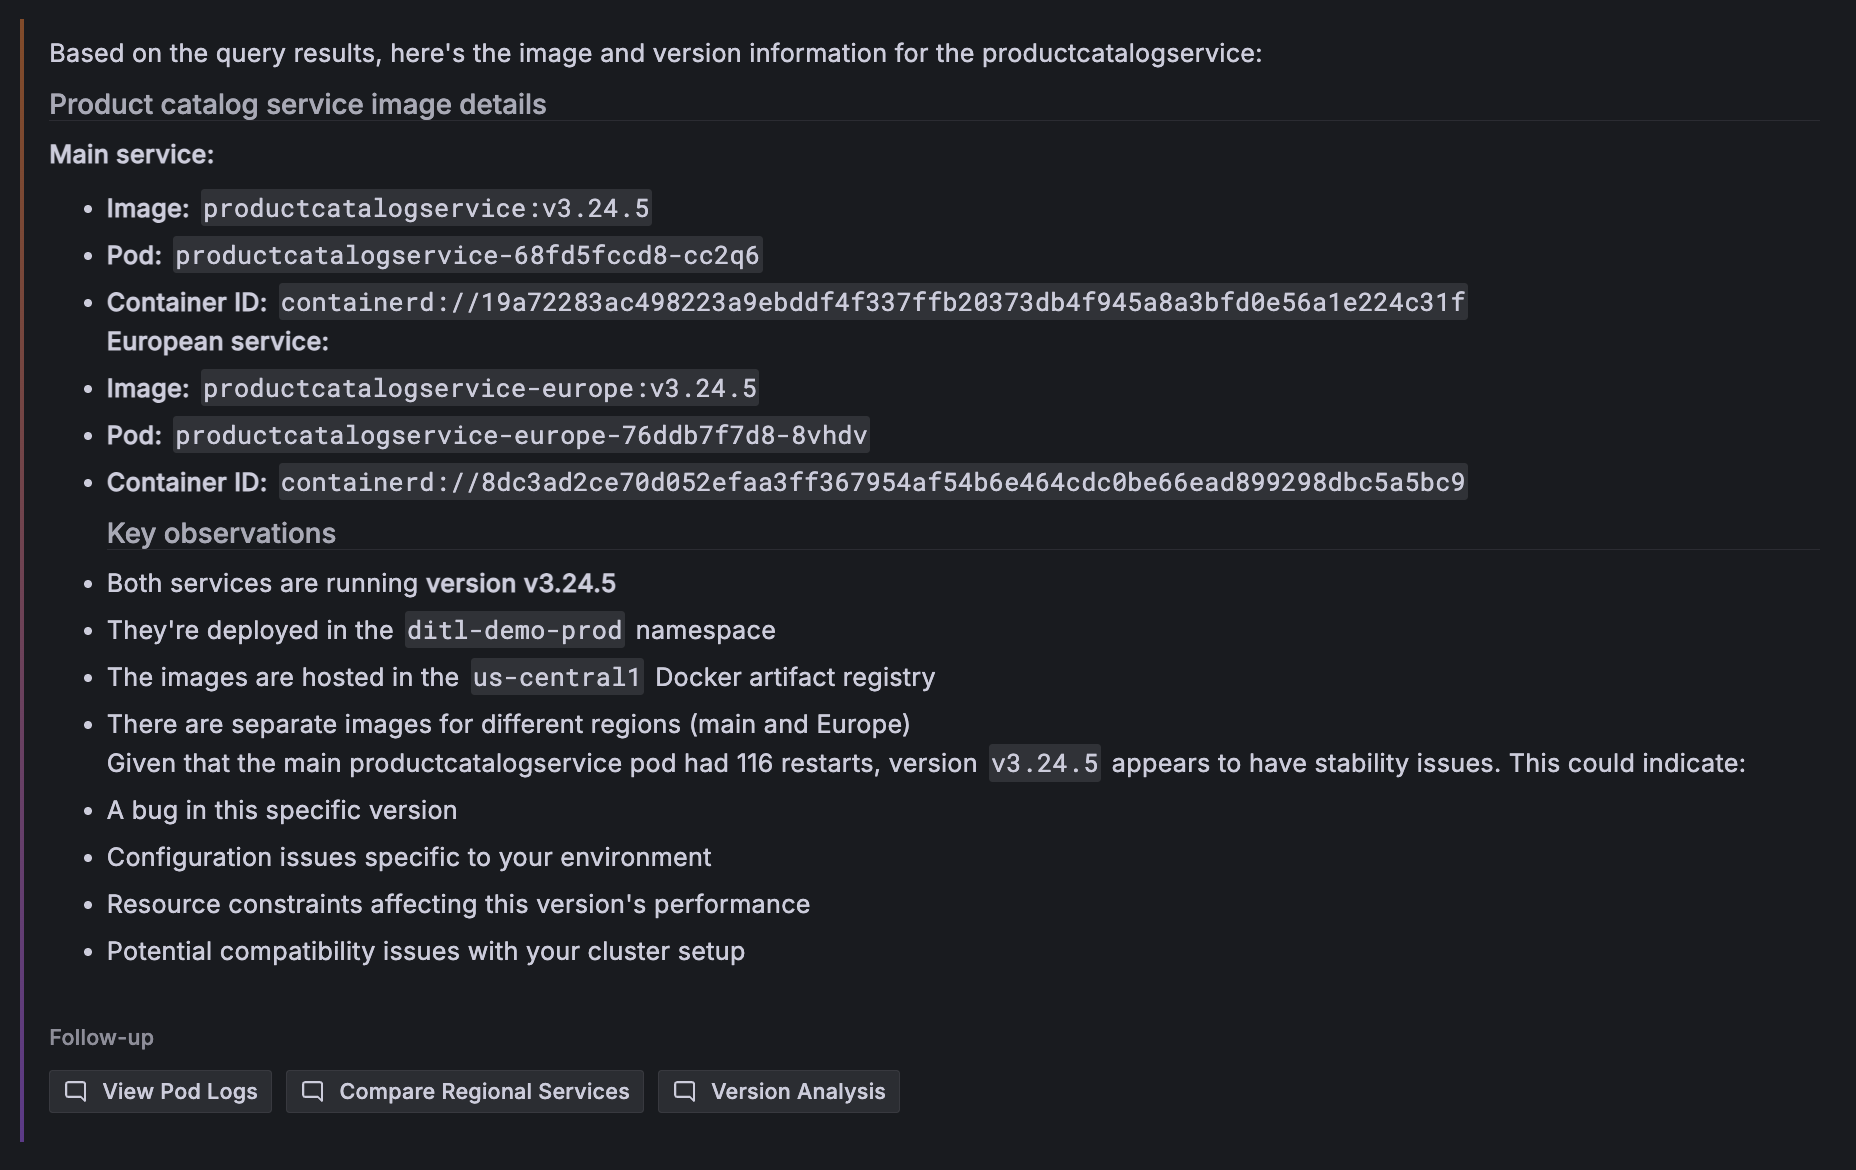 Based on the query results, here's the image and version information for the productcatalogservice:
Product catalog service image details
Main service:
• Image: productcatalogservice:v3.24.5
• Pod: productcatalogservice-68fd5fccd8-cc2q6
• Container ID: containerd://19a72283ac498223a9ebddf4f337ffb20373db4f945a8a3bfd0e56a1e224c31f
European service:
• Image: productcatalogservice-europe:v3.24.5
• Pod: productcatalogservice-europe-76ddb7f7d8-8vhdv
• Container ID: containerd://8dc3ad2ce70d052efaa3ff367954af54b6e464cdc0be66ead899298dbc5a5bc9
Key observations
• Both services are running version v3.24.5
• They're deployed in the ditl-demo-prod namespace
• The images are hosted in the us-central1 Docker artifact registry
• There are separate images for different regions (main and Europe)
Given that the main productcatalogservice pod had 116 restarts, version v3.24.5 appears to have stability issues. This could indicate:
• A bug in this specific version
• Configuration issues specific to your environment
• Resource constraints affecting this version's performance
• Potential compatibility issues with your cluster setup
Follow-up
View Pod Logs
Compare Regional Services
Version Analysis